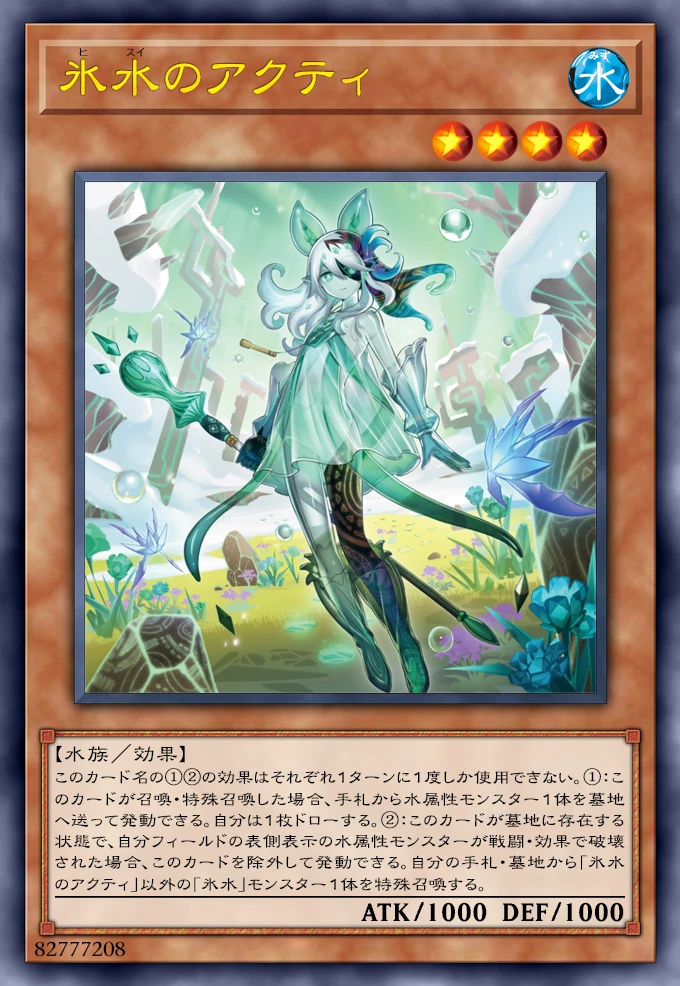 ヒ スイ
氷水のアクティ
みず
水
【水族／効果】
このカード名の①②の効果はそれぞれ１ターンに１度しか使用できない。①：こ
のカードが召喚・特殊召喚した場合、手札から水属性モンスター１体を墓地
へ送って発動できる。自分は１枚ドローする。②：このカードが墓地に存在する
状態で、自分フィールドの表側表示の水属性モンスターが戦闘・効果で破壊
された場合、このカードを除外して発動できる。自分の手札・墓地から「氷水
のアクティ」以外の「氷水」モンスター１体を特殊召喚する。
ATK/1000 DEF/1000
82777208